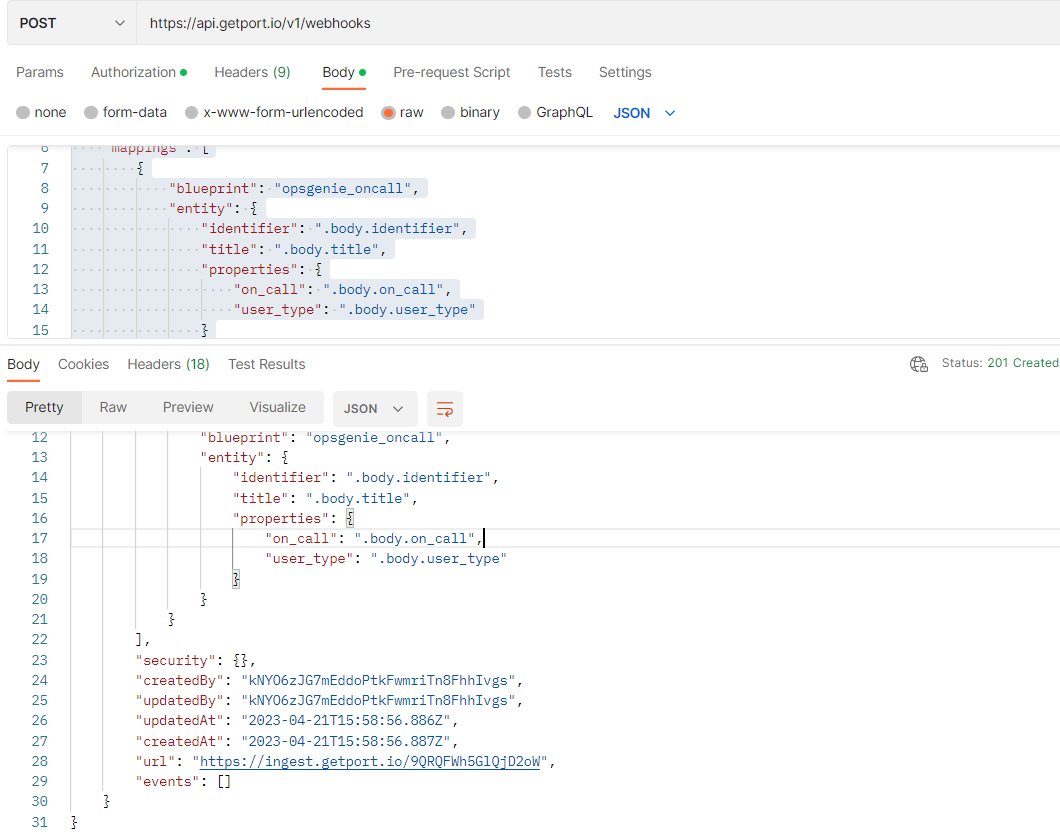 POST https://api.getport.io/v1/webhooks
Params Authorization Headers (9) Body Pre-request Script Tests Settings
none form-data x-www-form-urlencoded raw binary GraphQL JSON
6 "mappings": [
7 {
8 "blueprint": "opsgenie_oncall",
9 "entity": {
10 "identifier": ".body.identifier",
11 "title": ".body.title",
12 "properties": {
13 "on_call": ".body.on_call",
14 "user_type": ".body.user_type"
15 }
Body Cookies Headers (18) Test Results Status: 201 Created
Pretty Raw Preview Visualize JSON
12 "blueprint": "opsgenie_oncall",
13 "entity": {
14 "identifier": ".body.identifier",
15 "title": ".body.title",
16 "properties": {
17 "on_call": ".body.on_call",
18 "user_type": ".body.user_type"
19 }
20 }
21 }
22 ],
23 "security": {},
24 "createdBy": "kNYO6zJG7mEddoPtkFwmriTn8FhhIvgs",
25 "updatedBy": "kNYO6zJG7mEddoPtkFwmriTn8FhhIvgs",
26 "updatedAt": "2023-04-21T15:58:56.886Z",
27 "createdAt": "2023-04-21T15:58:56.887Z",
28 "url": "https://ingest.getport.io/9QRQFWh5GlQjD2oW",
29 "events": []
30 }
31 }